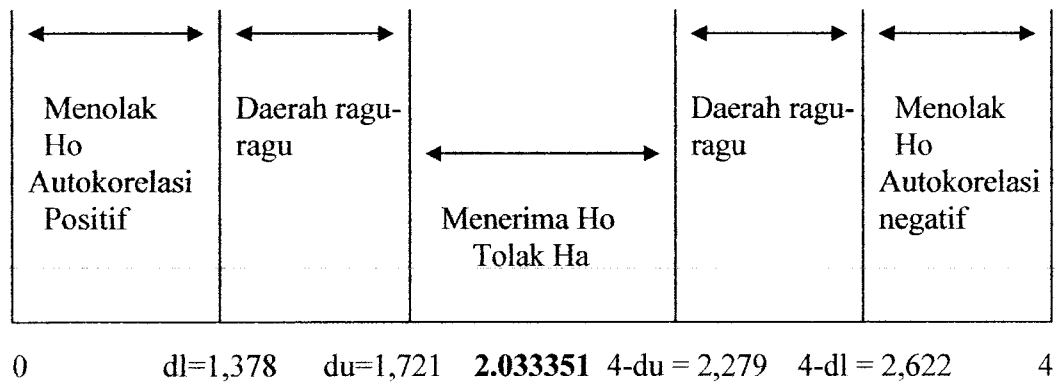 Menolak
Ho
Autokorelasi
Positif
Daerah ragu-
ragu
Menerima Ho
Tolak Ha
Daerah ragu-
ragu
Menolak
Ho
Autokorelasi
negatif
0 dl=1,378 du=1,721 2.033351 4-du = 2,279 4-dl = 2,622 4